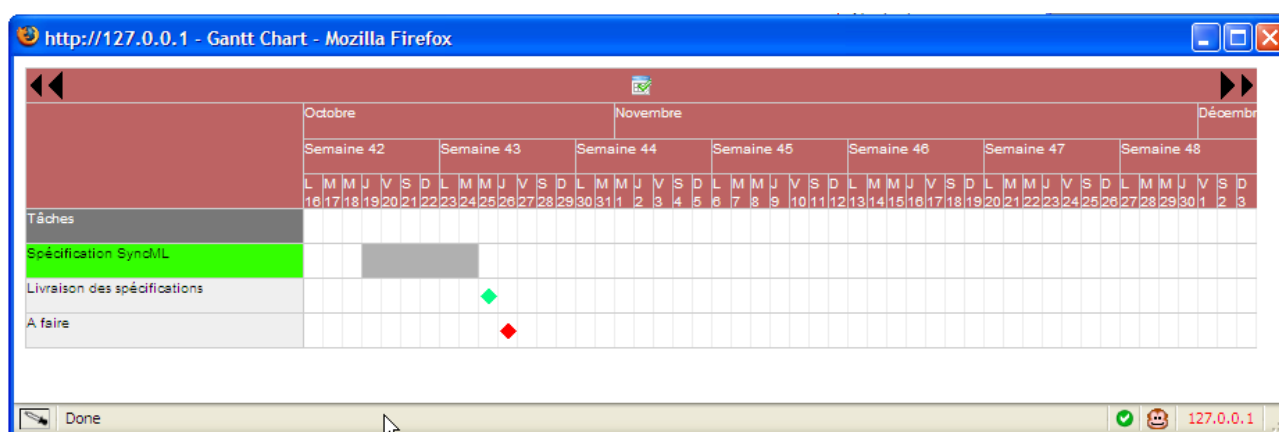 http://127.0.0.1 - Gantt Chart - Mozilla Firefox
Octobre Novembre Décembr
Semaine 42 Semaine 43 Semaine 44 Semaine 45 Semaine 46 Semaine 47 Semaine 48
L M M J V S D L M M J V S D L M M J V S D L M M J V S D L M M J V S D L M M J V S D L M M J V S D
16 17 18 19 20 21 22 23 24 25 26 27 28 29 30 31 1 2 3 4 5 6 7 8 9 10 11 12 13 14 15 16 17 18 19 20 21 22 23 24 25 26 27 28 29 30 1 2 3
Tâches
Spécification SyncML
Livraison des spécifications
A faire
Done 127.0.0.1